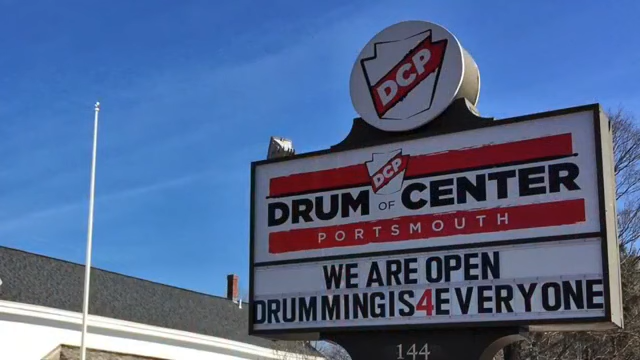 DCP
DCP
DRUM OF CENTER
PORTSMOUTH
WE ARE OPEN
DRUMMINGIS4EVERYONE
144